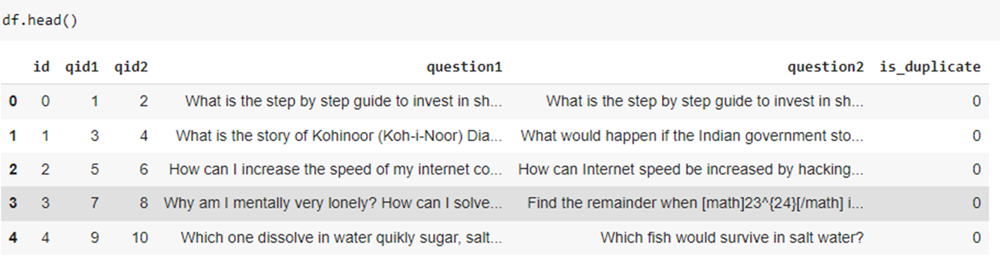 df.head()
id qid1 qid2 question1 question2 is_duplicate
0 0 1 2 What is the step by step guide to invest in sh... What is the step by step guide to invest in sh... 0
1 1 3 4 What is the story of Kohinoor (Koh-i-Noor) Dia... What would happen if the Indian government sto... 0
2 2 5 6 How can I increase the speed of my internet co... How can Internet speed be increased by hacking... 0
3 3 7 8 Why am I mentally very lonely? How can I solve... Find the remainder when [math]23^{24}[/math] i... 0
4 4 9 10 Which one dissolve in water quikly sugar, salt... Which fish would survive in salt water? 0